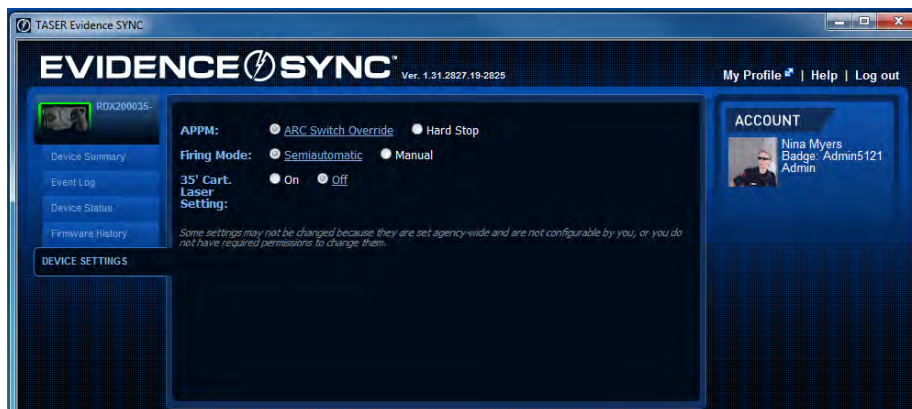 TASER Evidence SYNC
EVIDENCE SYNC™ Ver. 1.31.2827.19-2825
My Profile | Help | Log out
RDX200035-
Device Summary
Event Log
Device Status
Firmware History
DEVICE SETTINGS
APPM: ARC Switch Override Hard Stop
Firing Mode: Semiautomatic Manual
35' Cart. Laser Setting: On Off
Some settings may not be changed because they are set agency-wide and are not configurable by you, or you do
not have required permissions to change them.
ACCOUNT
Nina Myers
Badge: Admin5121
Admin